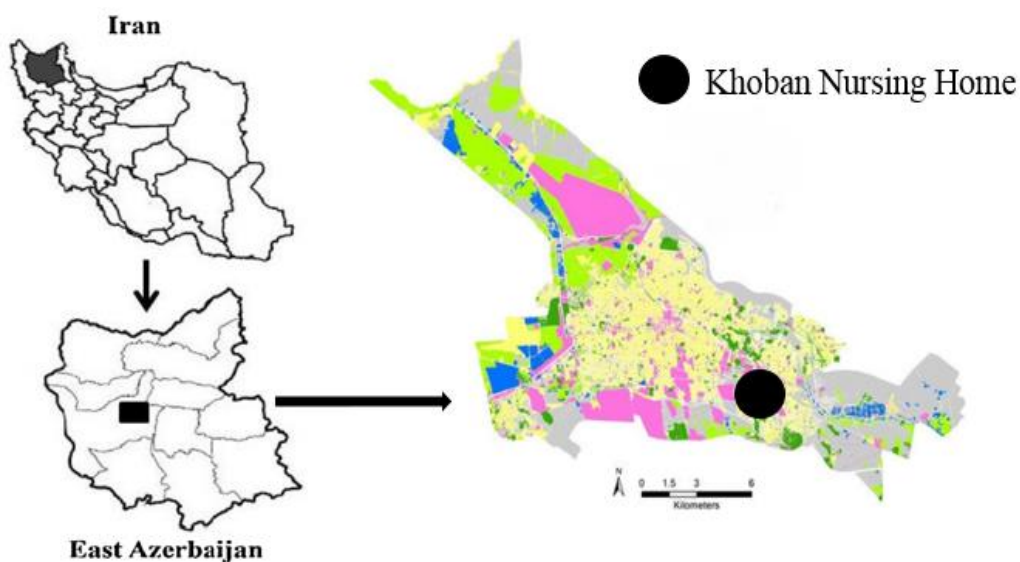 Iran
Khoban Nursing Home
East Azerbaijan
N
0 1.5 3 6
Kilometers